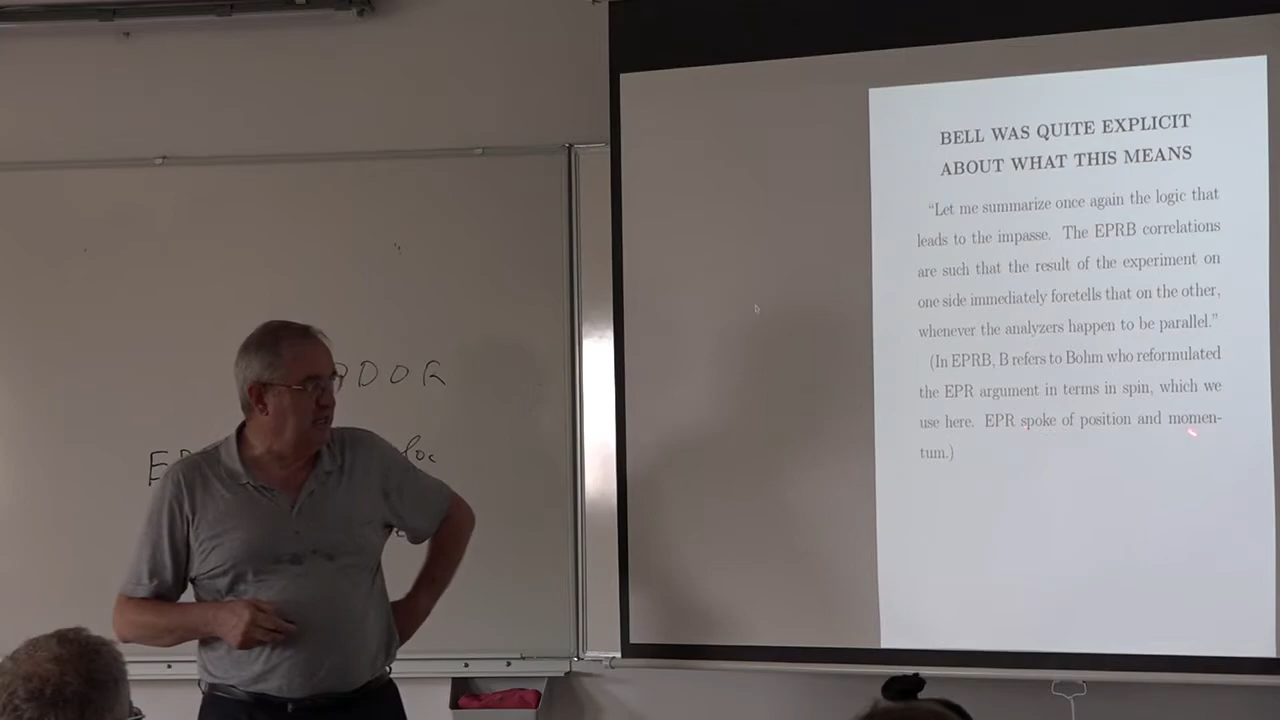 BELL WAS QUITE EXPLICIT
ABOUT WHAT THIS MEANS
“Let me summarize once again the logic that
leads to the impasse. The EPRB correlations
are such that the result of the experiment on
one side immediately foretells that on the other,
whenever the analyzers happen to be parallel.”
(In EPRB, B refers to Bohm who reformulated
the EPR argument in terms in spin, which we
use here. EPR spoke of position and momen-
tum.)